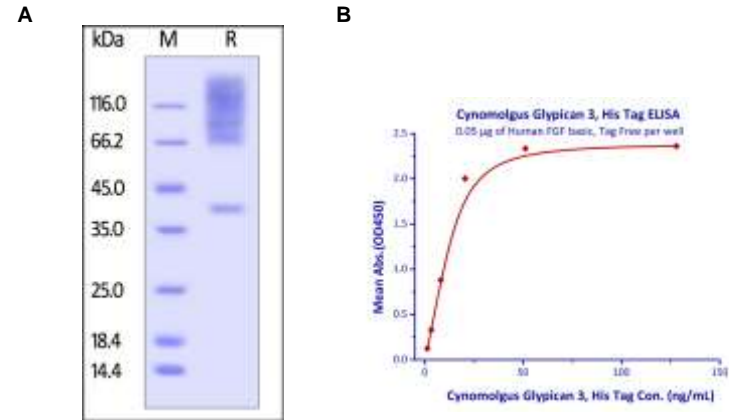 A
kDa M R
116.0
66.2
45.0
35.0
25.0
18.4
14.4
B
Cynomolgus Glypican 3, His Tag ELISA
0.05 μg of Human FGF basic, Tag Free per well
Mean Abs.(OD450)
2.5
2.0
1.5
1.0
0.5
0.0
0 50 100 150
Cynomolgus Glypican 3, His Tag Con. (ng/mL)